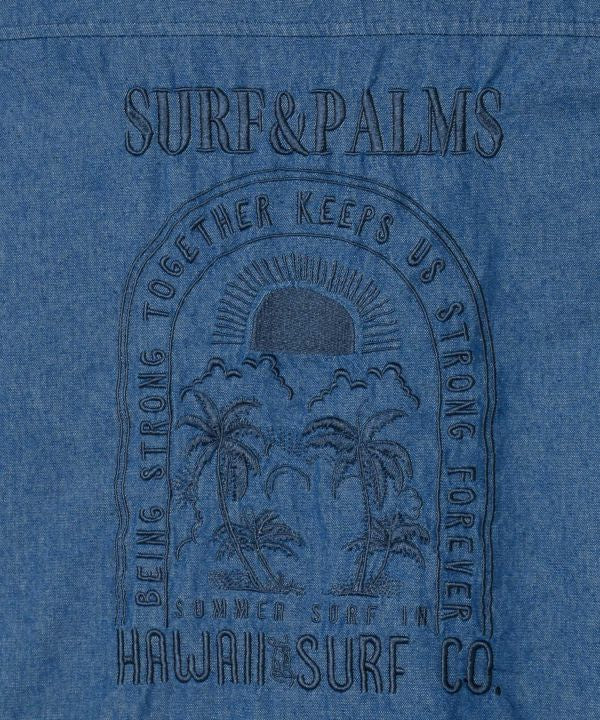 SURF&PALMS
BEING STRONG TOGETHER KEEPS US STRONG FOREVER
SUMMER SURF IN
HAWAII SURF CO.